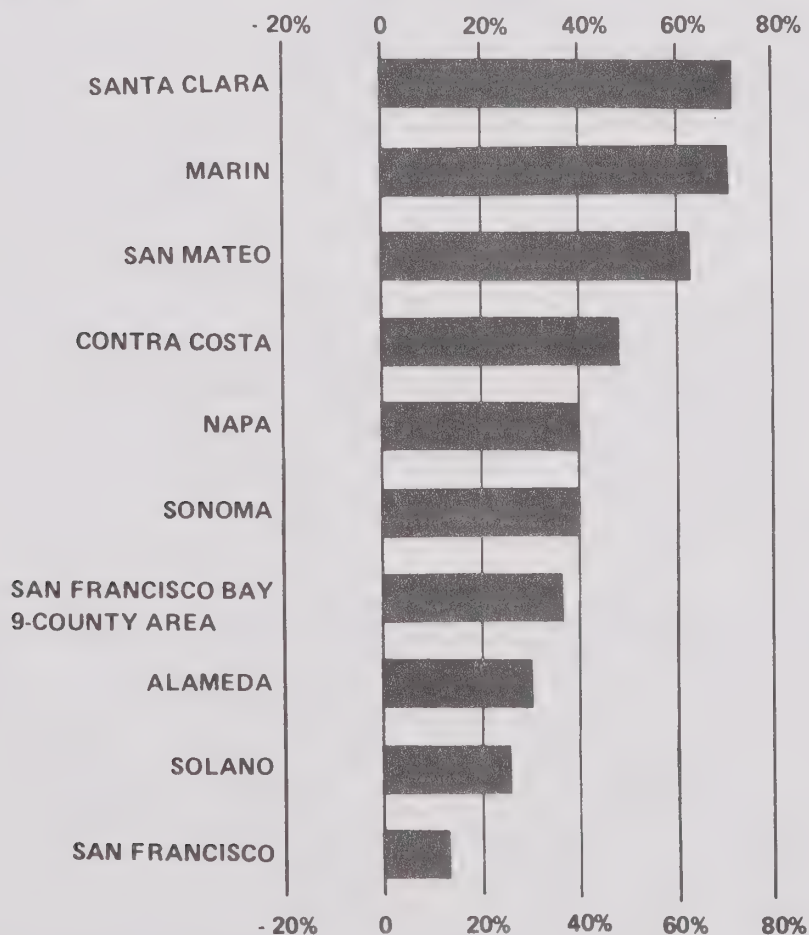 - 20% 0 20% 40% 60% 80%
SANTA CLARA
MARIN
SAN MATEO
CONTRA COSTA
NAPA
SONOMA
SAN FRANCISCO BAY
9-COUNTY AREA
ALAMEDA
SOLANO
SAN FRANCISCO
- 20% 0 20% 40% 60% 80%